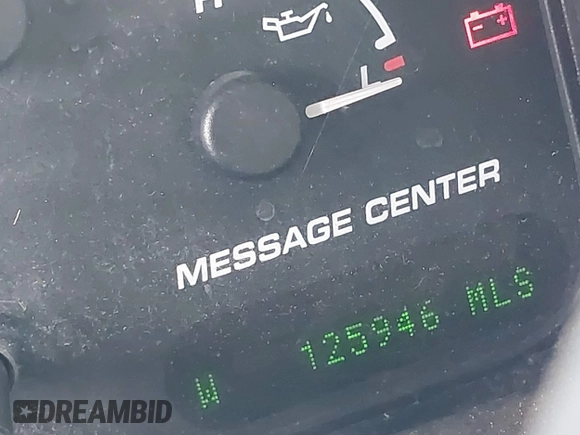 H
L
MESSAGE CENTER
W 125946 MLS
DREAMBID